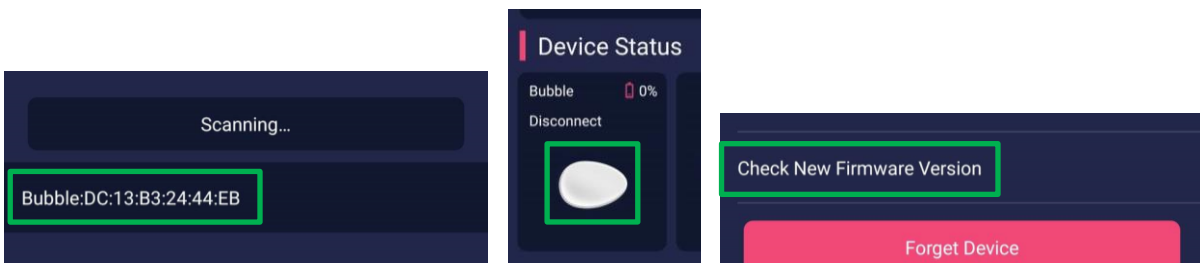 Scanning...
Bubble:DC:13:B3:24:44:EB
Device Status
Bubble 0%
Disconnect
Check New Firmware Version
Forget Device